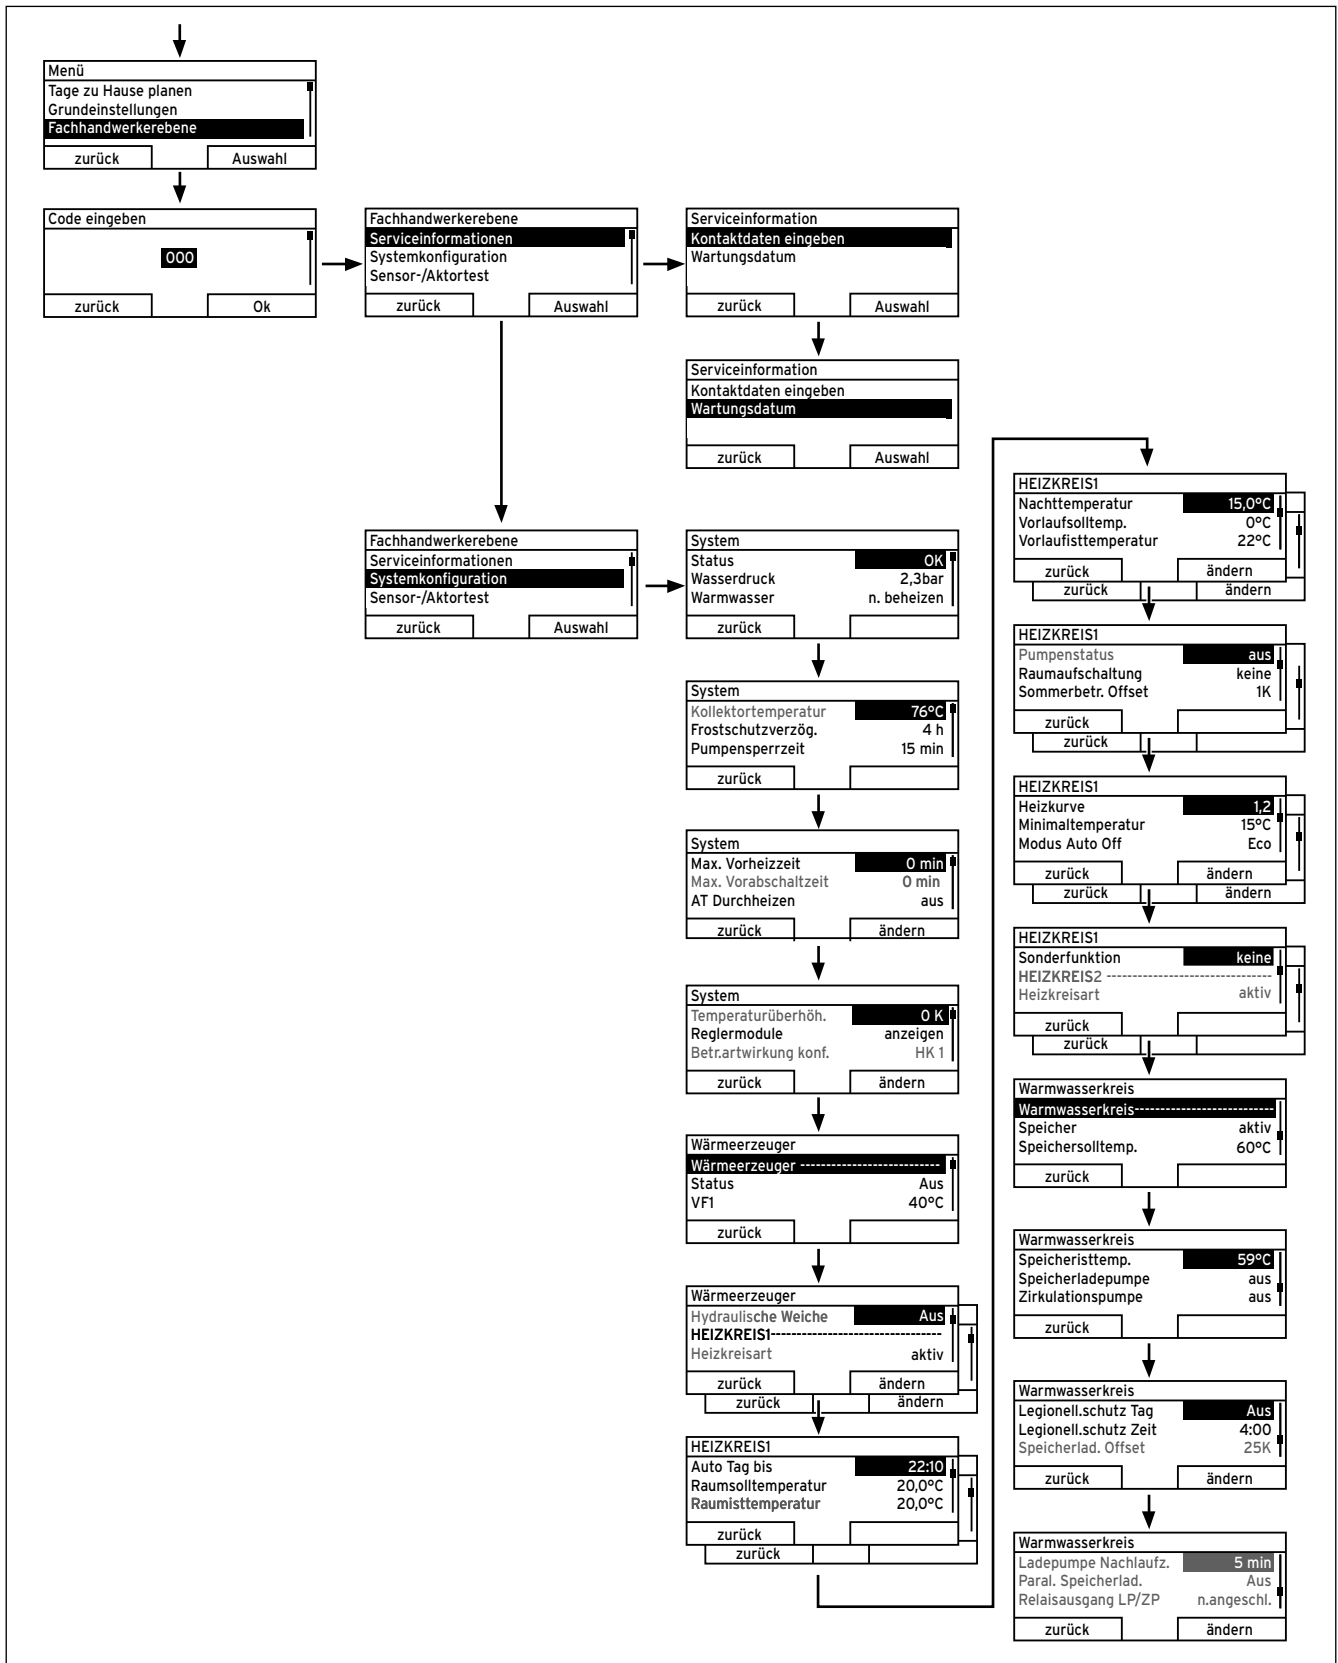 Menü
Tage zu Hause planen
Grundeinstellungen
Fachhandwerkerebene
zurück Auswahl
Code eingeben
000
zurück Ok
Fachhandwerkerebene
Serviceinformationen
Systemkonfiguration
Sensor-/Aktortest
zurück Auswahl
Serviceinformation
Kontaktdaten eingeben
Wartungsdatum
zurück Auswahl
Serviceinformation
Kontaktdaten eingeben
Wartungsdatum
zurück Auswahl
Fachhandwerkerebene
Serviceinformationen
Systemkonfiguration
Sensor-/Aktortest
zurück Auswahl
System
Status OK
Wasserdruck 2,3bar
Warmwasser n. beheizen
zurück
System
Kollektortemperatur 76°C
Frostschutzverzög. 4 h
Pumpensperrzeit 15 min
zurück
System
Max. Vorheizzeit 0 min
Max. Vorabschaltzeit 0 min
AT Durchheizen aus
zurück ändern
System
Temperaturüberhöh. 0 K
Reglermodule anzeigen
Betr.artwirkung konf. HK 1
zurück ändern
Wärmeerzeuger
Wärmeerzeuger ---------------------------
Status Aus
VF1 40°C
zurück
Wärmeerzeuger
Hydraulische Weiche Aus
HEIZKREIS1---------------------------------
Heizkreisart aktiv
zurück ändern
zurück ändern
HEIZKREIS1
Auto Tag bis 22:10
Raumsolltemperatur 20,0°C
Raumisttemperatur 20,0°C
zurück
zurück
HEIZKREIS1
Nachttemperatur 15,0°C
Vorlaufsolltemp. 0°C
Vorlaufisttemperatur 22°C
zurück ändern
zurück ändern
HEIZKREIS1
Pumpenstatus aus
Raumaufschaltung keine
Sommerbetr. Offset 1K
zurück
zurück
HEIZKREIS1
Heizkurve 1,2
Minimaltemperatur 15°C
Modus Auto Off Eco
zurück ändern
zurück ändern
HEIZKREIS1
Sonderfunktion keine
HEIZKREIS2 --------------------------------
Heizkreisart aktiv
zurück
zurück
Warmwasserkreis
Warmwasserkreis---------------------------
Speicher aktiv
Speichersolltemp. 60°C
zurück
Warmwasserkreis
Speicheristtemp. 59°C
Speicherladepumpe aus
Zirkulationspumpe aus
zurück
Warmwasserkreis
Legionell.schutz Tag Aus
Legionell.schutz Zeit 4:00
Speicherlad. Offset 25K
zurück ändern
Warmwasserkreis
Ladepumpe Nachlaufz. 5 min
Paral. Speicherlad. Aus
Relaisausgang LP/ZP n.angeschl.
zurück ändern